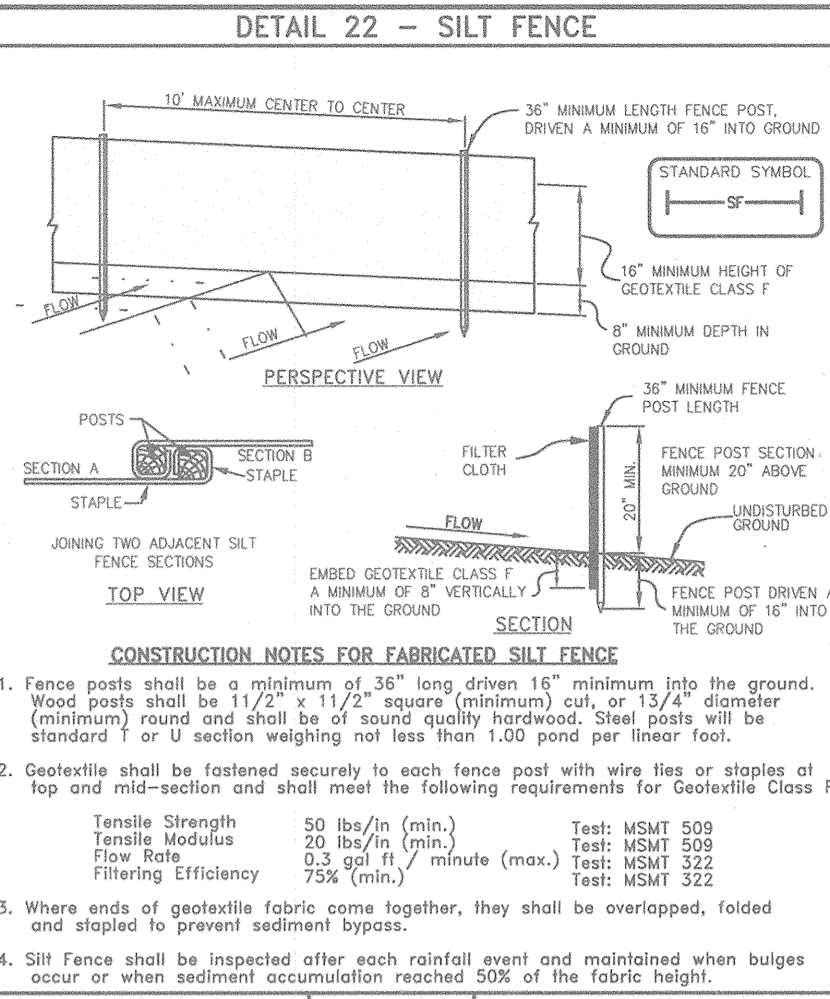 DETAIL 22 - SILT FENCE
10' MAXIMUM CENTER TO CENTER
36" MINIMUM LENGTH FENCE POST,
DRIVEN A MINIMUM OF 16" INTO GROUND
STANDARD SYMBOL
SF
16" MINIMUM HEIGHT OF
GEOTEXTILE CLASS F
8" MINIMUM DEPTH IN
GROUND
FLOW
FLOW
FLOW
PERSPECTIVE VIEW
POSTS
SECTION A
SECTION B
STAPLE
STAPLE
JOINING TWO ADJACENT SILT
FENCE SECTIONS
TOP VIEW
36" MINIMUM FENCE
POST LENGTH
FILTER
CLOTH
20" MIN.
FENCE POST SECTION
MINIMUM 20" ABOVE
GROUND
UNDISTURBED
GROUND
FLOW
EMBED GEOTEXTILE CLASS F
A MINIMUM OF 8" VERTICALLY
INTO THE GROUND
FENCE POST DRIVEN A
MINIMUM OF 16" INTO
THE GROUND
SECTION
CONSTRUCTION NOTES FOR FABRICATED SILT FENCE
1. Fence posts shall be a minimum of 36" long driven 16" minimum into the ground.
Wood posts shall be 11/2" x 11/2" square (minimum) cut, or 13/4" diameter
(minimum) round and shall be of sound quality hardwood. Steel posts will be
standard T or U section weighing not less than 1.00 pond per linear foot.
2. Geotextile shall be fastened securely to each fence post with wire ties or staples at
top and mid-section and shall meet the following requirements for Geotextile Class F
Tensile Strength 50 lbs/in (min.) Test: MSMT 509
Tensile Modulus 20 lbs/in (min.) Test: MSMT 509
Flow Rate 0.3 gal ft / minute (max.) Test: MSMT 322
Filtering Efficiency 75% (min.) Test: MSMT 322
3. Where ends of geotextile fabric come together, they shall be overlapped, folded
and stapled to prevent sediment bypass.
4. Silt Fence shall be inspected after each rainfall event and maintained when bulges
occur or when sediment accumulation reached 50% of the fabric height.